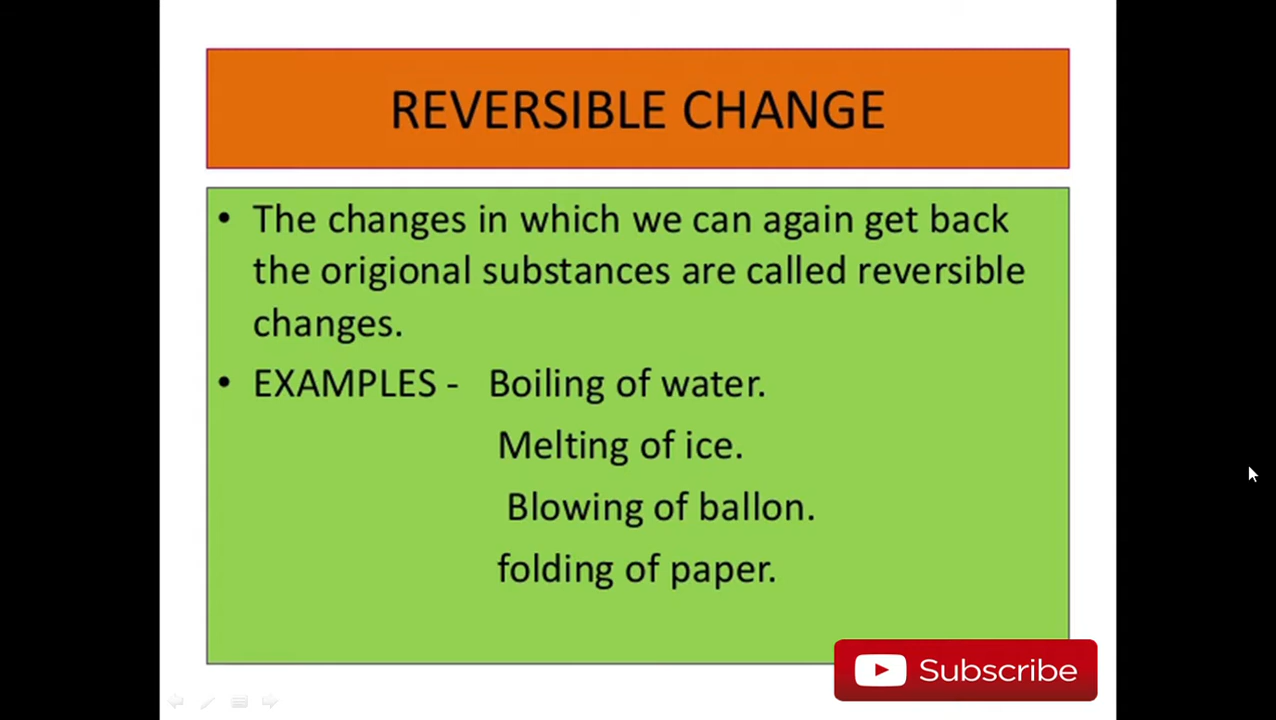 REVERSIBLE CHANGE
• The changes in which we can again get back
the origional substances are called reversible
changes.
• EXAMPLES - Boiling of water.
Melting of ice.
Blowing of ballon.
folding of paper.
Subscribe